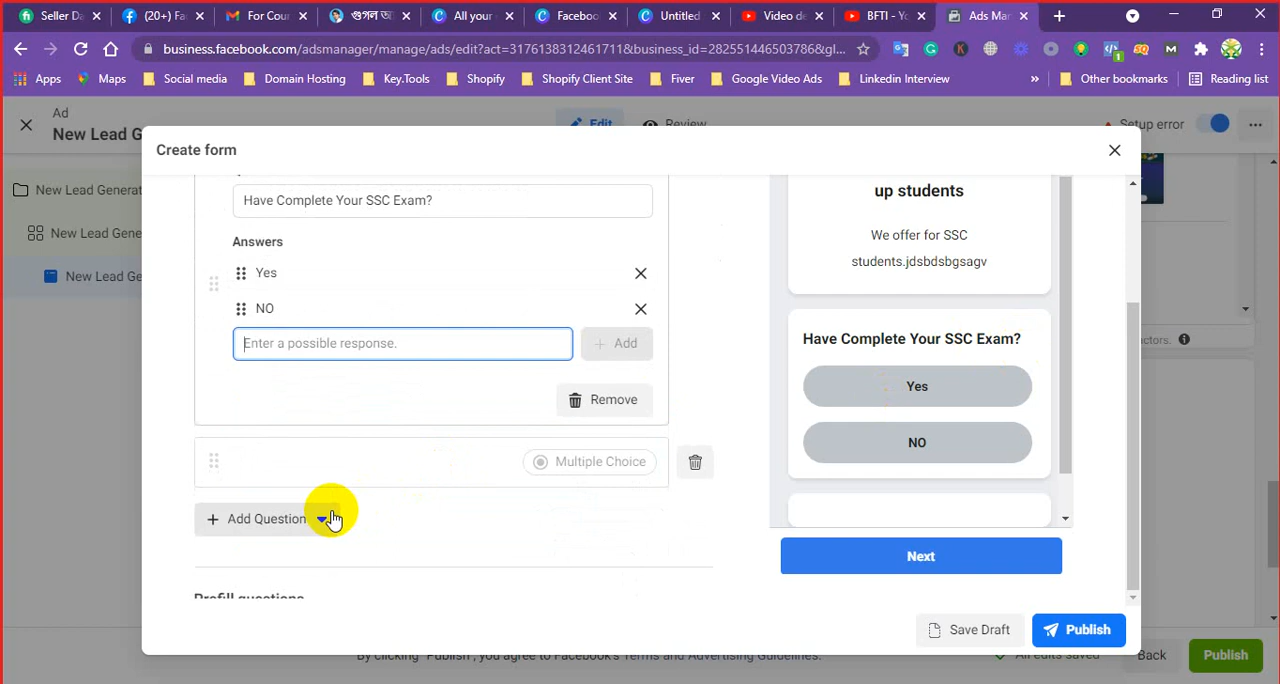 Seller Da
(20+) Fa
For Cour
গুগল অ
All your
Faceboo
Untitled
Video de
BFTI - Yo
Ads Man
business.facebook.com/adsmanager/manage/ads/edit?act=317613831246171​1&business_id=282551446503786&gl...
Apps
Maps
Social media
Domain Hosting
Key.Tools
Shopify
Shopify Client Site
Fiver
Google Video Ads
Linkedin Interview
»
Other bookmarks
Reading list
Ad
New Lead G
Edit
Review
Setup error
New Lead Generat
New Lead Gene
New Lead Ge
Create form
Have Complete Your SSC Exam?
Answers
Yes
NO
Enter a possible response.
+ Add
Remove
Multiple Choice
+ Add Question
Prefill questions
up students
We offer for SSC
students.jdsbdsbgsagv
Have Complete Your SSC Exam?
Yes
NO
Next
Save Draft
Publish
ctors.
By clicking "Publish", you agree to Facebook's Terms and Advertising Guidelines.
All edits saved
Back
Publish